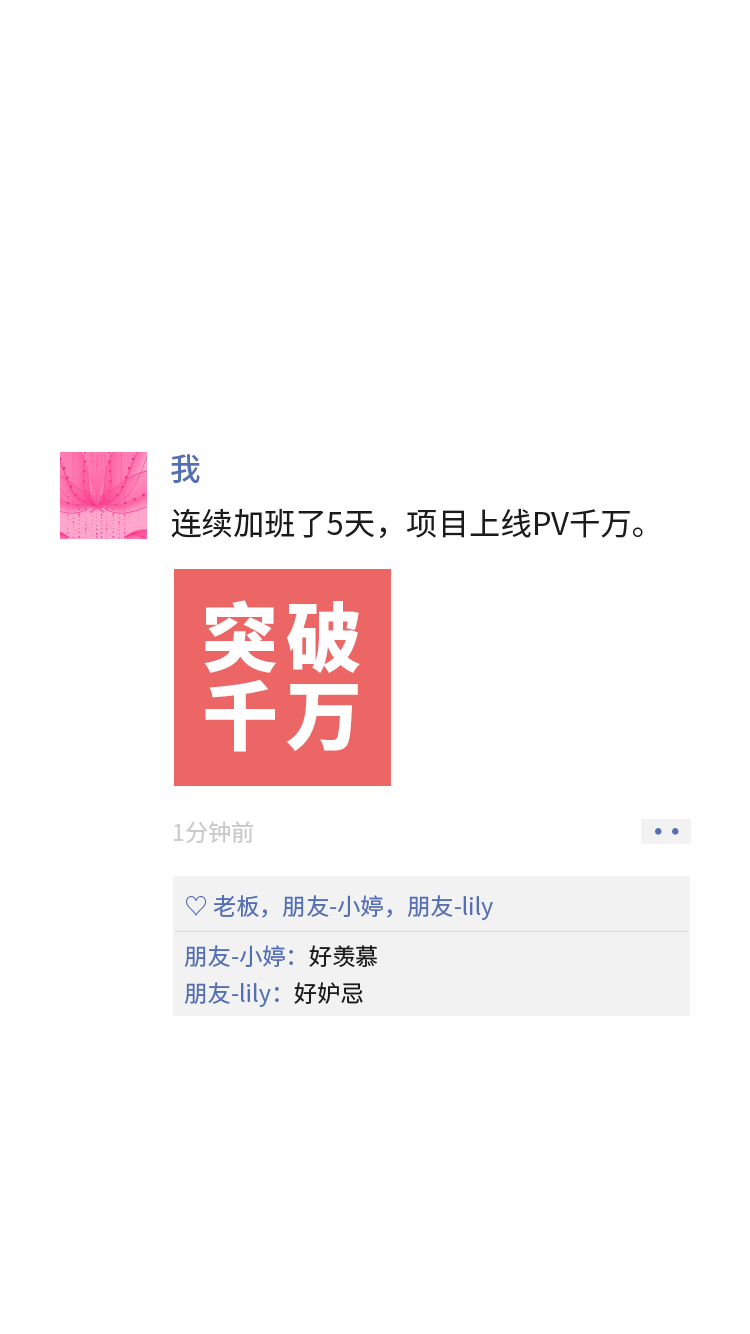 我
连续加班了5天，项目上线PV千万。
突破
千万
1分钟前
♡ 老板，朋友-小婷，朋友-lily
朋友-小婷：好羡慕
朋友-lily：好妒忌